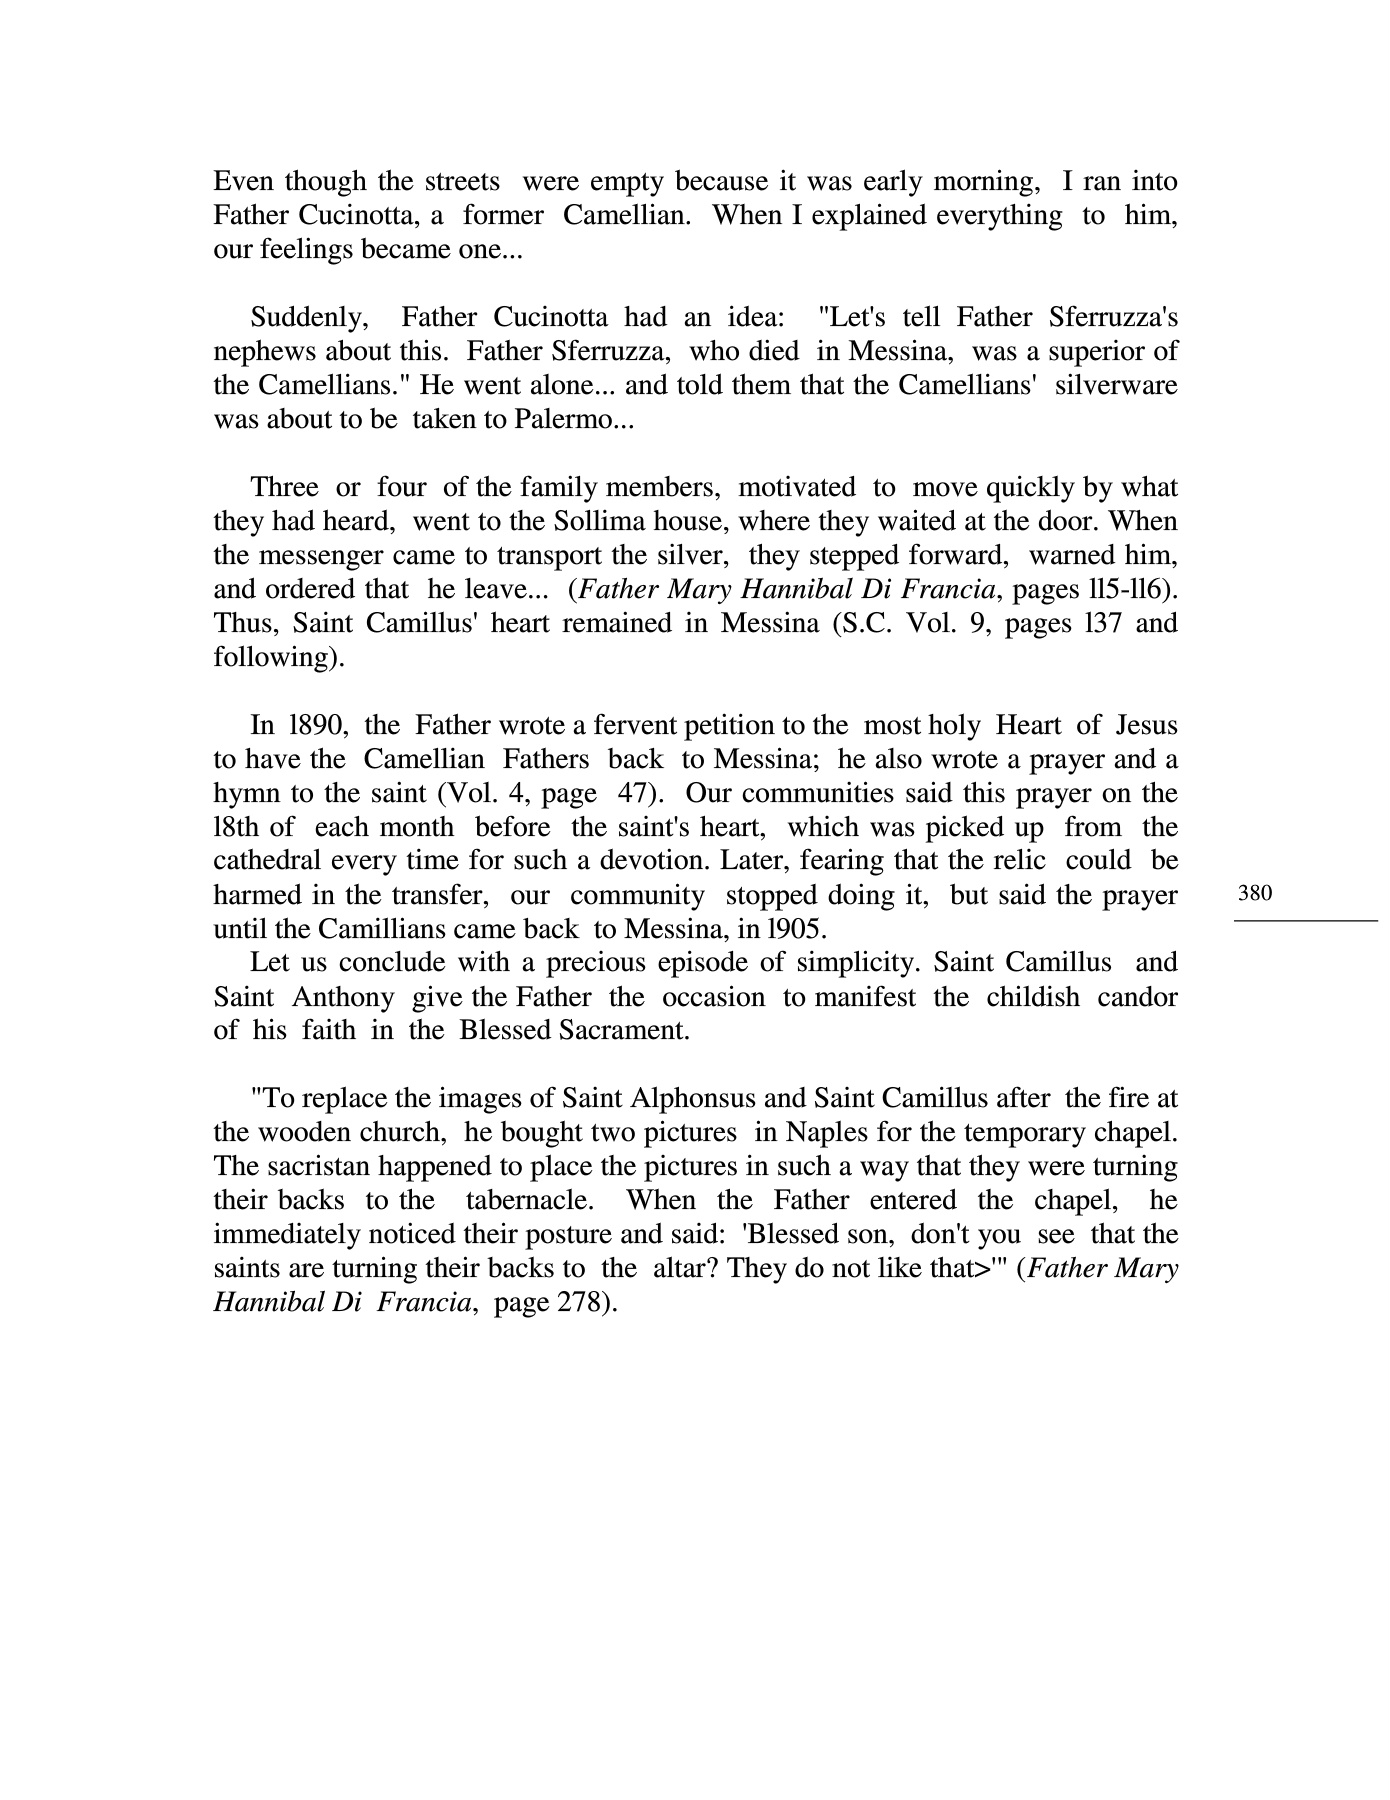 Even though the streets were empty because it was early morning, I ran into
Father Cucinotta, a former Camellian. When I explained everything to him,
our feelings became one...
Suddenly, Father Cucinotta had an idea: "Let's tell Father Sferruzza's
nephews about this. Father Sferruzza, who died in Messina, was a superior of
the Camellians." He went alone... and told them that the Camellians' silverware
was about to be taken to Palermo...
Three or four of the family members, motivated to move quickly by what
they had heard, went to the Sollima house, where they waited at the door. When
the messenger came to transport the silver, they stepped forward, warned him,
and ordered that he leave... (Father Mary Hannibal Di Francia, pages ll5-ll6).
Thus, Saint Camillus' heart remained in Messina (S.C. Vol. 9, pages l37 and
following).
In l890, the Father wrote a fervent petition to the most holy Heart of Jesus
to have the Camellian Fathers back to Messina; he also wrote a prayer and a
hymn to the saint (Vol. 4, page 47). Our communities said this prayer on the
l8th of each month before the saint's heart, which was picked up from the
cathedral every time for such a devotion. Later, fearing that the relic could be
harmed in the transfer, our community stopped doing it, but said the prayer
until the Camillians came back to Messina, in l905.
380
Let us conclude with a precious episode of simplicity. Saint Camillus and
Saint Anthony give the Father the occasion to manifest the childish candor
of his faith in the Blessed Sacrament.
"To replace the images of Saint Alphonsus and Saint Camillus after the fire at
the wooden church, he bought two pictures in Naples for the temporary chapel.
The sacristan happened to place the pictures in such a way that they were turning
their backs to the tabernacle. When the Father entered the chapel, he
immediately noticed their posture and said: 'Blessed son, don't you see that the
saints are turning their backs to the altar? They do not like that>'" (Father Mary
Hannibal Di Francia, page 278).